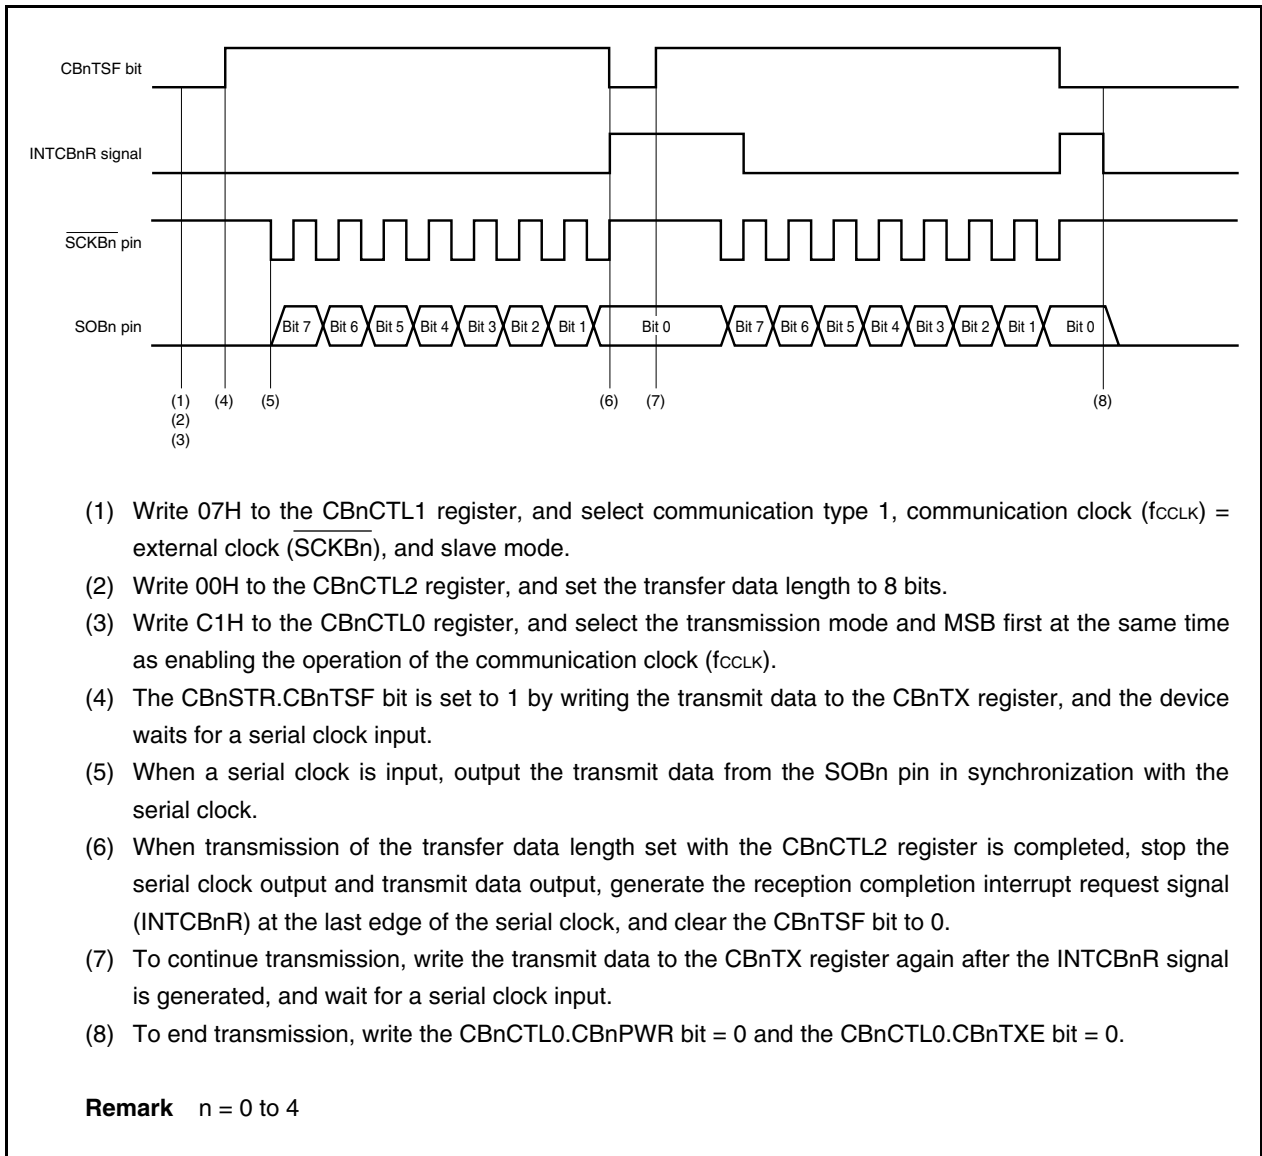 CBnTSF bit
INTCBnR signal
SCKBn pin
SOBn pin
Bit 7 Bit 6 Bit 5 Bit 4 Bit 3 Bit 2 Bit 1 Bit 0 Bit 7 Bit 6 Bit 5 Bit 4 Bit 3 Bit 2 Bit 1 Bit 0
(1) (4) (5) (6) (7) (8)
(2)
(3)
(1) Write 07H to the CBnCTL1 register, and select communication type 1, communication clock (fCCLK) =
external clock (SCKBn), and slave mode.
(2) Write 00H to the CBnCTL2 register, and set the transfer data length to 8 bits.
(3) Write C1H to the CBnCTL0 register, and select the transmission mode and MSB first at the same time
as enabling the operation of the communication clock (fCCLK).
(4) The CBnSTR.CBnTSF bit is set to 1 by writing the transmit data to the CBnTX register, and the device
waits for a serial clock input.
(5) When a serial clock is input, output the transmit data from the SOBn pin in synchronization with the
serial clock.
(6) When transmission of the transfer data length set with the CBnCTL2 register is completed, stop the
serial clock output and transmit data output, generate the reception completion interrupt request signal
(INTCBnR) at the last edge of the serial clock, and clear the CBnTSF bit to 0.
(7) To continue transmission, write the transmit data to the CBnTX register again after the INTCBnR signal
is generated, and wait for a serial clock input.
(8) To end transmission, write the CBnCTL0.CBnPWR bit = 0 and the CBnCTL0.CBnTXE bit = 0.
Remark n = 0 to 4